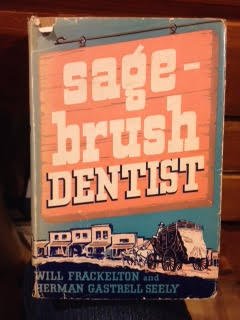 sage-
brush
DENTIST
WILL FRACKELTON and
HERMAN GASTRELL SEELY